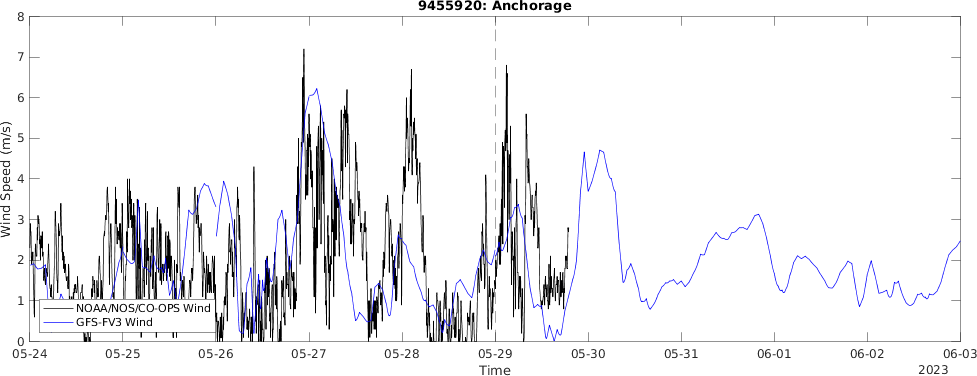 9455920: Anchorage
8
7
6
5
4
3
2
1
0
Wind Speed (m/s)
NOAA/NOS/CO-OPS Wind
GFS-FV3 Wind
05-24 05-25 05-26 05-27 05-28 05-29 05-30 05-31 06-01 06-02 06-03
Time
2023